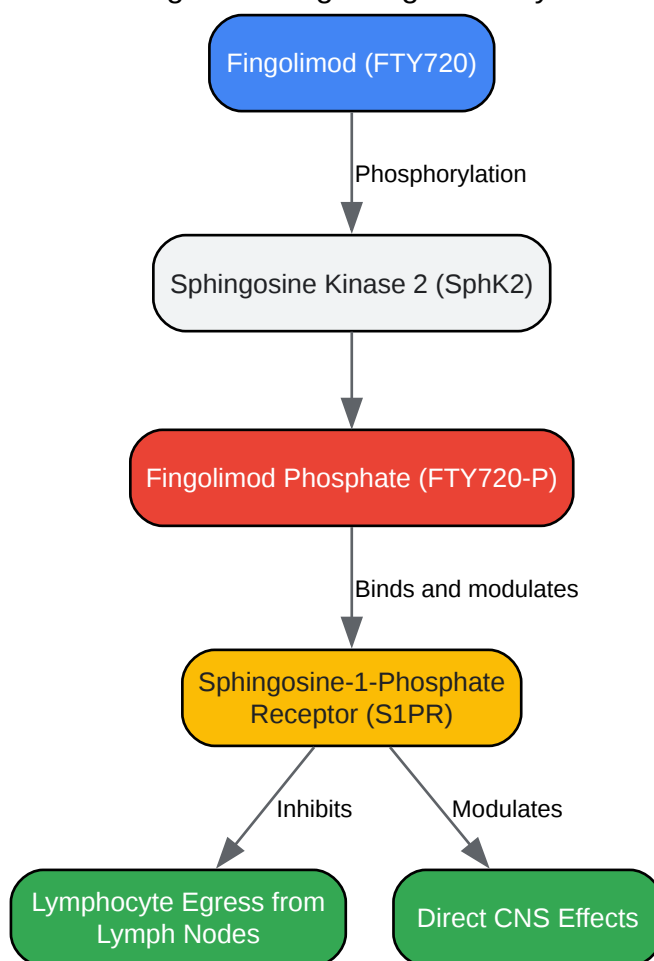 Fingolimod (FTY720)
Phosphorylation
Sphingosine Kinase 2 (SphK2)
Fingolimod Phosphate (FTY720-P)
Binds and modulates
Sphingosine-1-Phosphate
Receptor (S1PR)
Inhibits
Modulates
Lymphocyte Egress from
Lymph Nodes
Direct CNS Effects